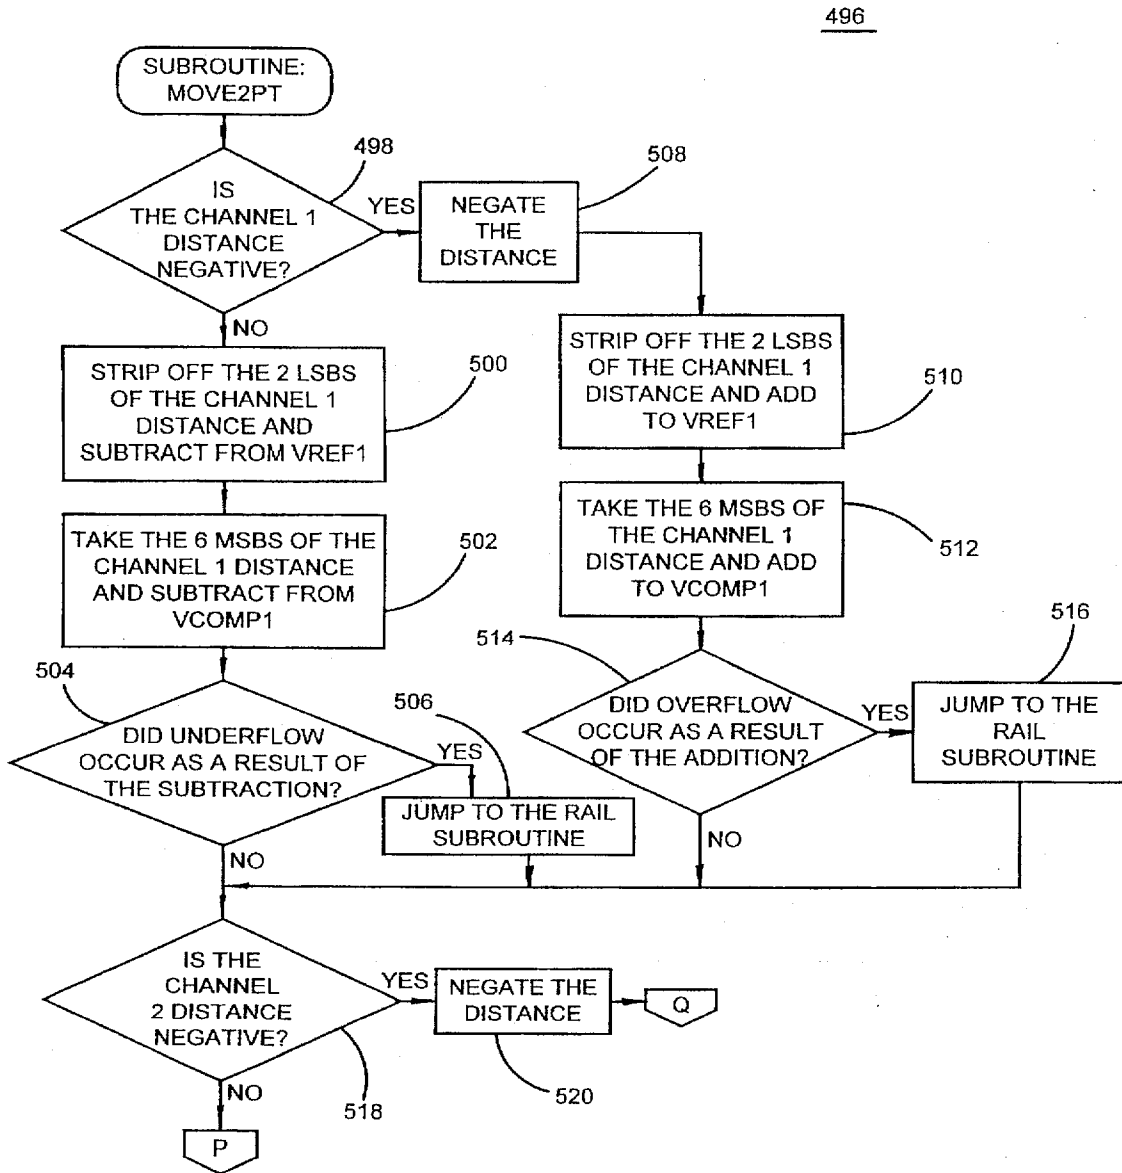 496
SUBROUTINE:
MOVE2PT
498
IS
THE CHANNEL 1
DISTANCE
NEGATIVE?
YES
508
NEGATE
THE
DISTANCE
NO
STRIP OFF THE 2 LSBS
OF THE CHANNEL 1
DISTANCE AND
SUBTRACT FROM VREF1
500
STRIP OFF THE 2 LSBS
OF THE CHANNEL 1
DISTANCE AND ADD
TO VREF1
510
TAKE THE 6 MSBS OF THE
CHANNEL 1 DISTANCE
AND SUBTRACT FROM
VCOMP1
502
TAKE THE 6 MSBS OF
THE CHANNEL 1
DISTANCE AND ADD
TO VCOMP1
512
504
DID UNDERFLOW
OCCUR AS A RESULT OF
THE SUBTRACTION?
YES
506
JUMP TO THE RAIL
SUBROUTINE
NO
514
DID OVERFLOW
OCCUR AS A RESULT
OF THE ADDITION?
YES
516
JUMP TO THE
RAIL
SUBROUTINE
NO
IS THE
CHANNEL
2 DISTANCE
NEGATIVE?
YES
NEGATE THE
DISTANCE
Q
520
518
NO
P